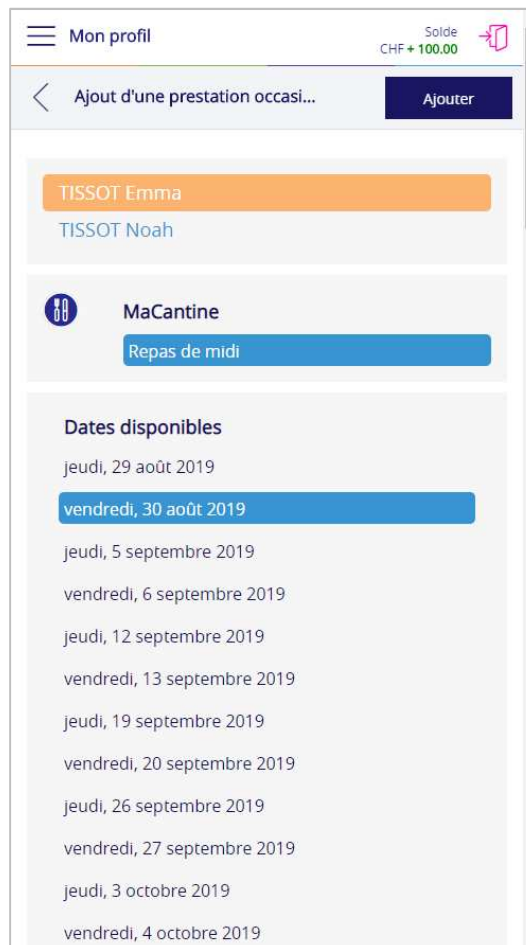 Mon profil
Solde
CHF + 100.00
Ajout d'une prestation occasi...
Ajouter
TISSOT Emma
TISSOT Noah
MaCantine
Repas de midi
Dates disponibles
jeudi, 29 août 2019
vendredi, 30 août 2019
jeudi, 5 septembre 2019
vendredi, 6 septembre 2019
jeudi, 12 septembre 2019
vendredi, 13 septembre 2019
jeudi, 19 septembre 2019
vendredi, 20 septembre 2019
jeudi, 26 septembre 2019
vendredi, 27 septembre 2019
jeudi, 3 octobre 2019
vendredi, 4 octobre 2019